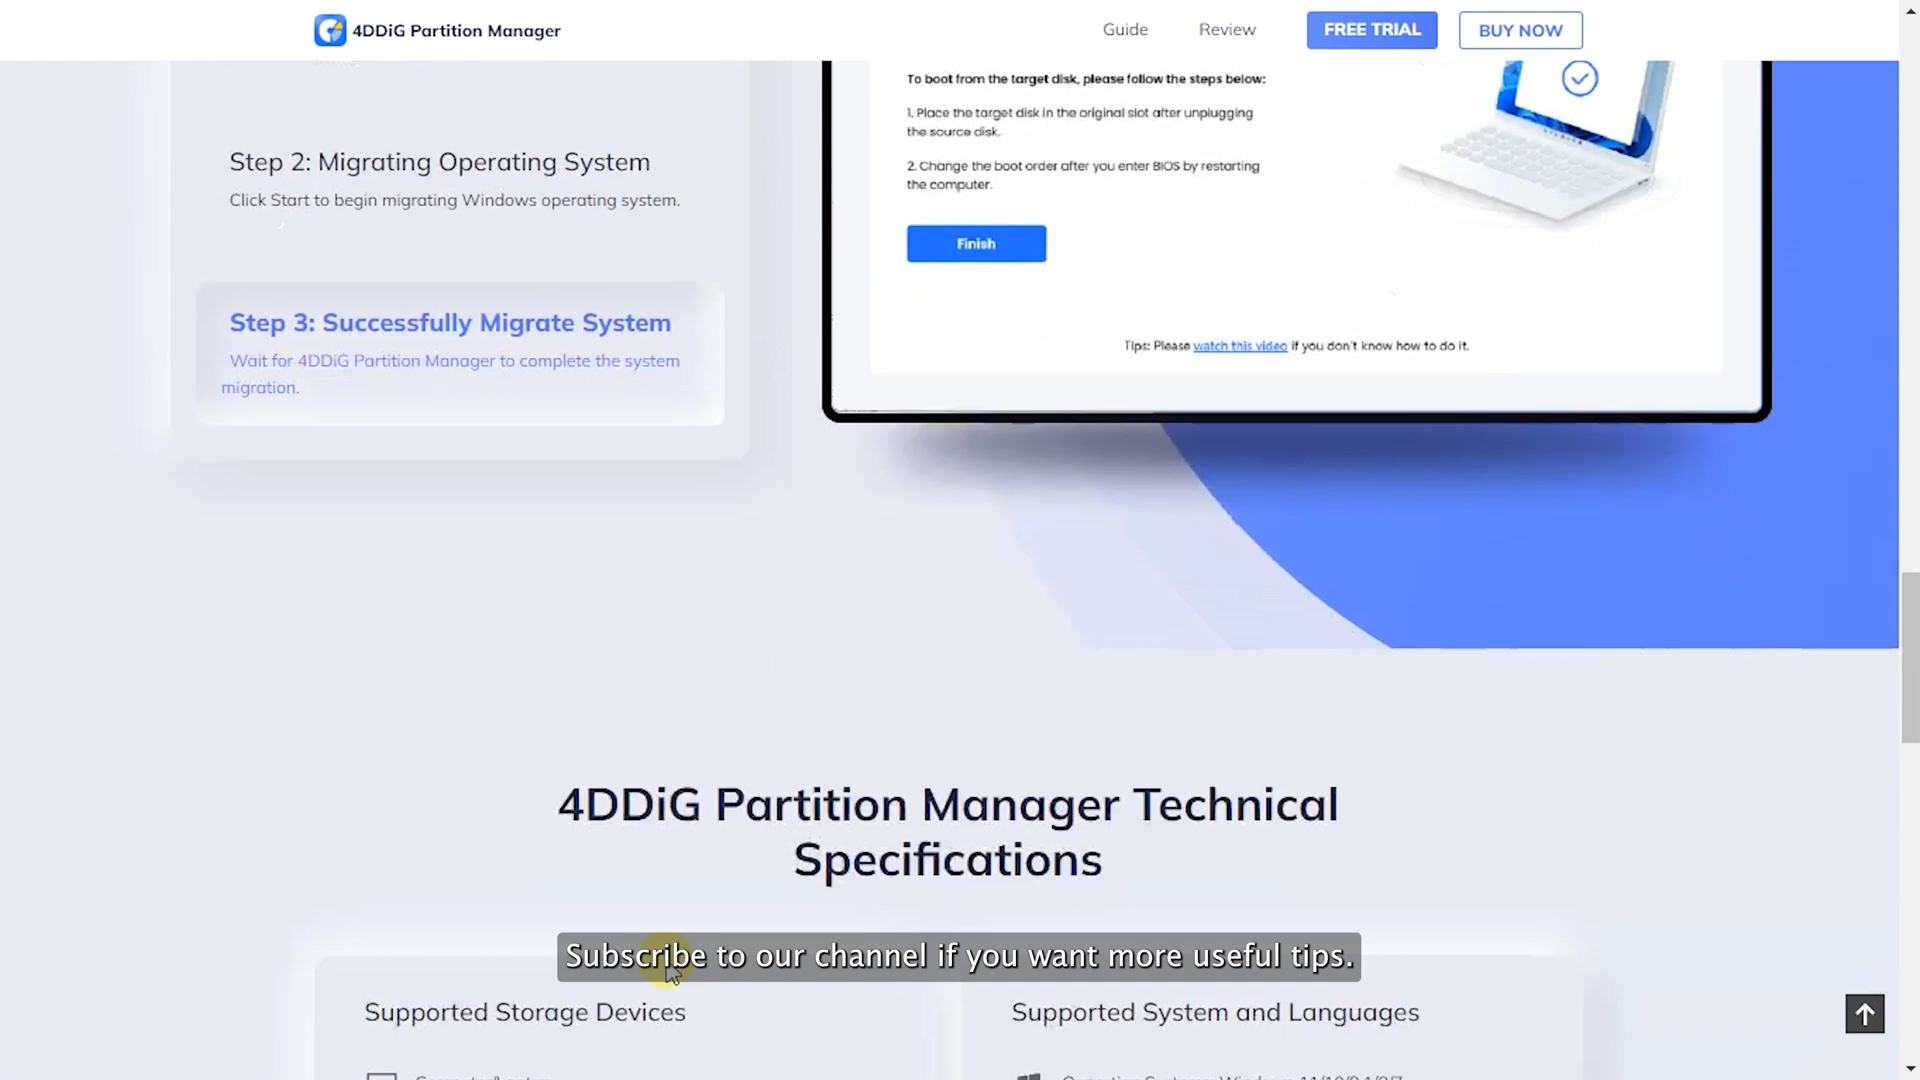 4DDiG Partition Manager
Guide
Review
FREE TRIAL
BUY NOW
To boot from the target disk, please follow the steps below:
1. Place the target disk in the original slot after unplugging
the source disk.
2. Change the boot order after you enter BIOS by restarting
the computer.
Finish
Tips: Please watch this video if you don't know how to do it.
Step 2: Migrating Operating System
Click Start to begin migrating Windows operating system.
Step 3: Successfully Migrate System
Wait for 4DDiG Partition Manager to complete the system
migration.
4DDiG Partition Manager Technical
Specifications
Subscribe to our channel if you want more useful tips.
Supported Storage Devices
Supported System and Languages